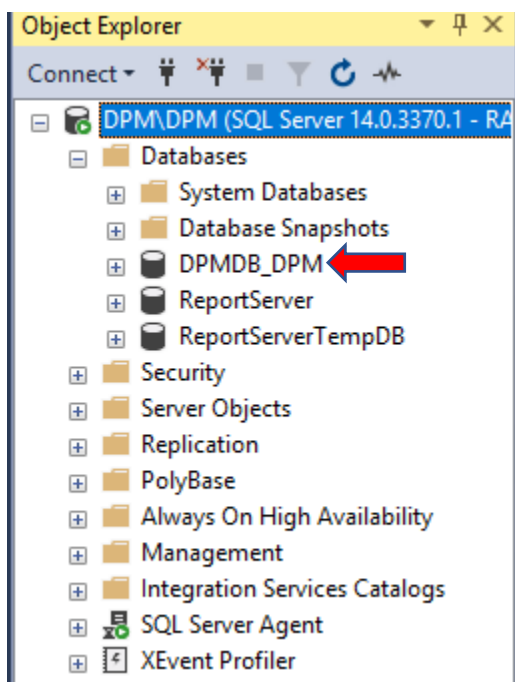 Object Explorer
Connect
DPM\DPM (SQL Server 14.0.3370.1 - RA
Databases
System Databases
Database Snapshots
DPMDB_DPM
ReportServer
ReportServerTempDB
Security
Server Objects
Replication
PolyBase
Always On High Availability
Management
Integration Services Catalogs
SQL Server Agent
XEvent Profiler